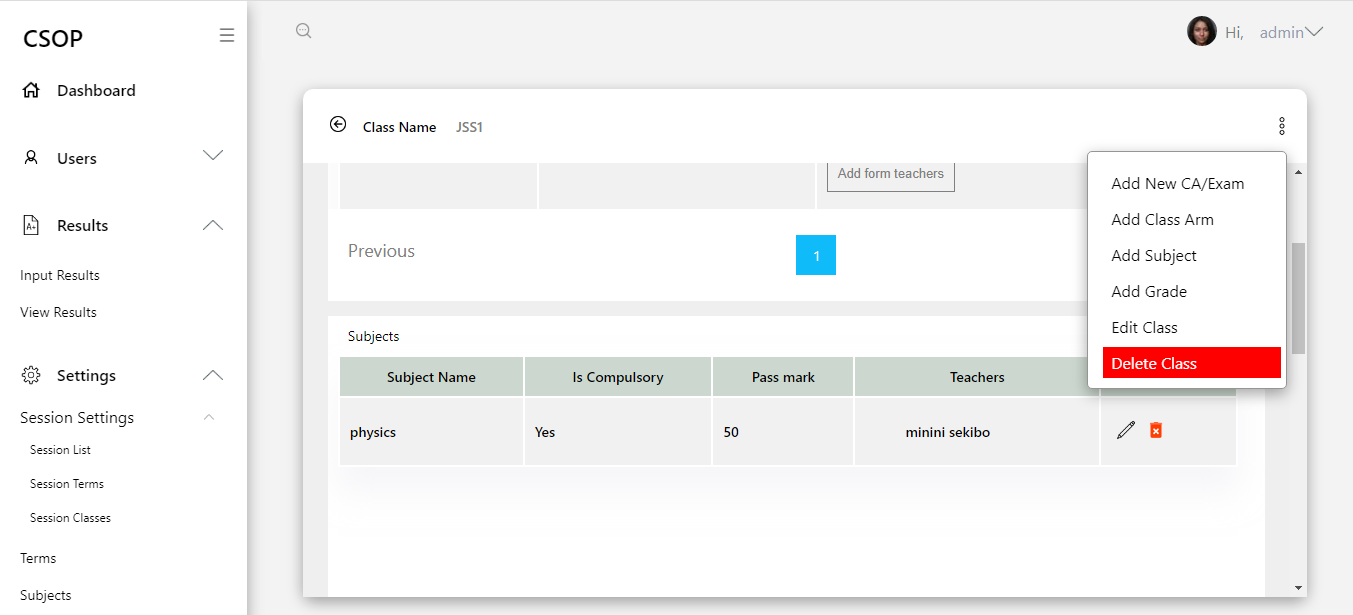 CSOP
Dashboard
Users
Results
Input Results
View Results
Settings
Session Settings
Session List
Session Terms
Session Classes
Terms
Subjects
Hi, admin
Class Name JSS1
Add New CA/Exam
Add Class Arm
Add Subject
Add Grade
Edit Class
Delete Class
Add form teachers
Previous 1
Subjects
Subject Name Is Compulsory Pass mark Teachers
physics Yes 50 minini sekibo